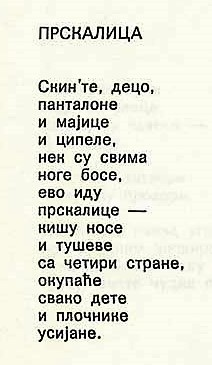 ПРСКАЛИЦА
Скин'те, децо,
панталоне
и мајице
и ципеле,
нек су свима
ноге босе,
ево иду
прскалице —
кишу носе
и тушеве
са четири стране,
окупаће
свако дете
и плочнике
усијане.